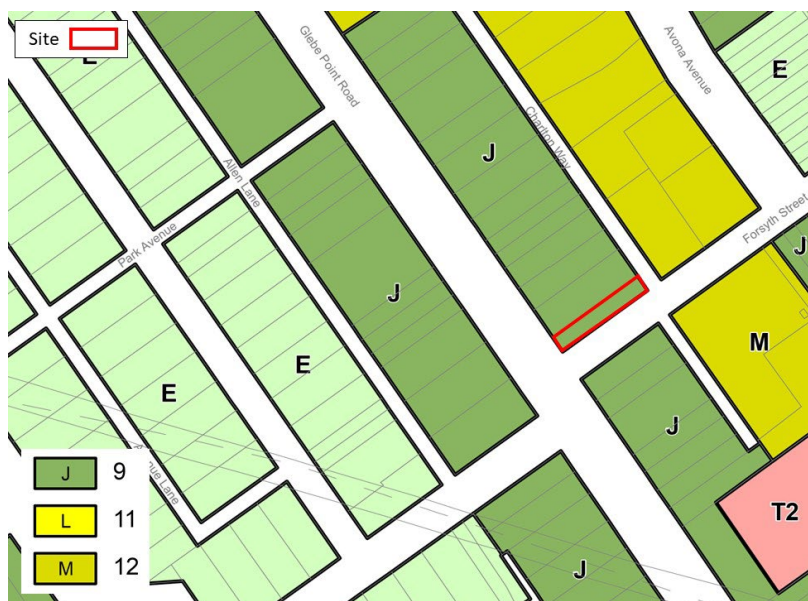 Site
E
Glebe Point Road
Avona Avenue
E
Charlton Way
J
Allen Lane
Forsyth Street
Park Avenue
J
J
E
M
E
J
T2
J
J 9
L 11
M 12